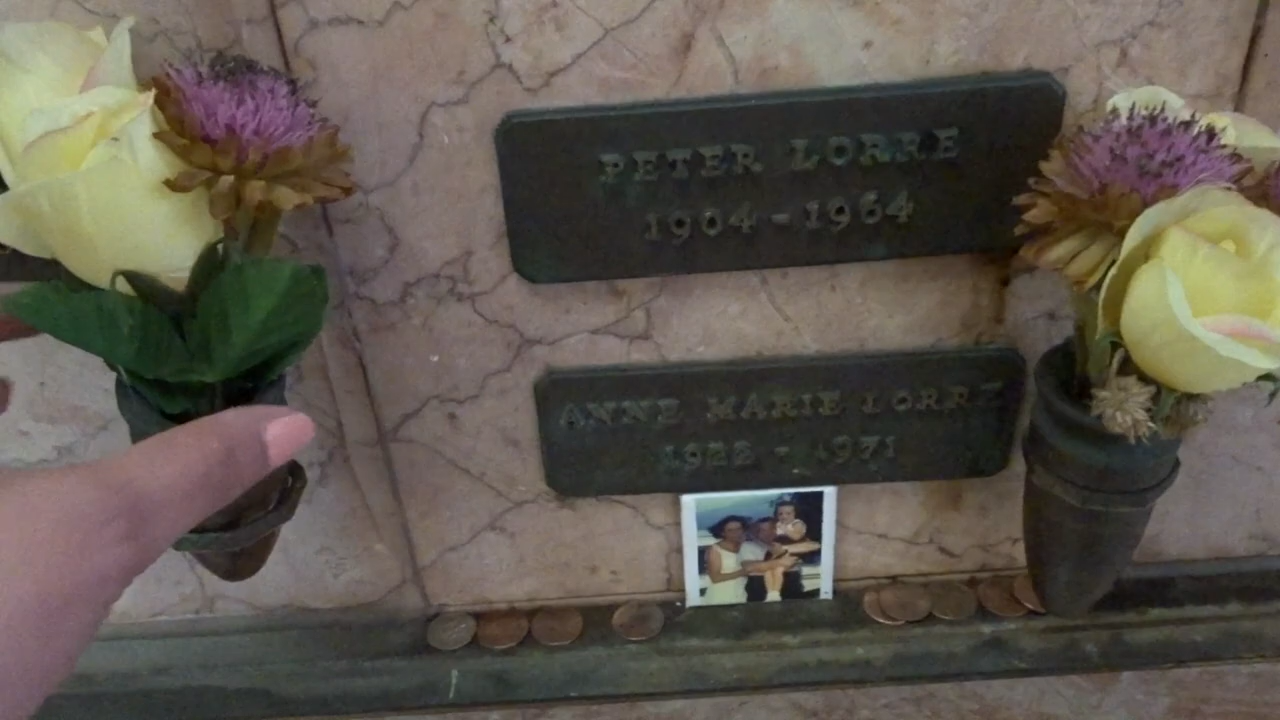 PETER LORRE
1904-1964
ANNE MARIE LORRE
1922 - 1971